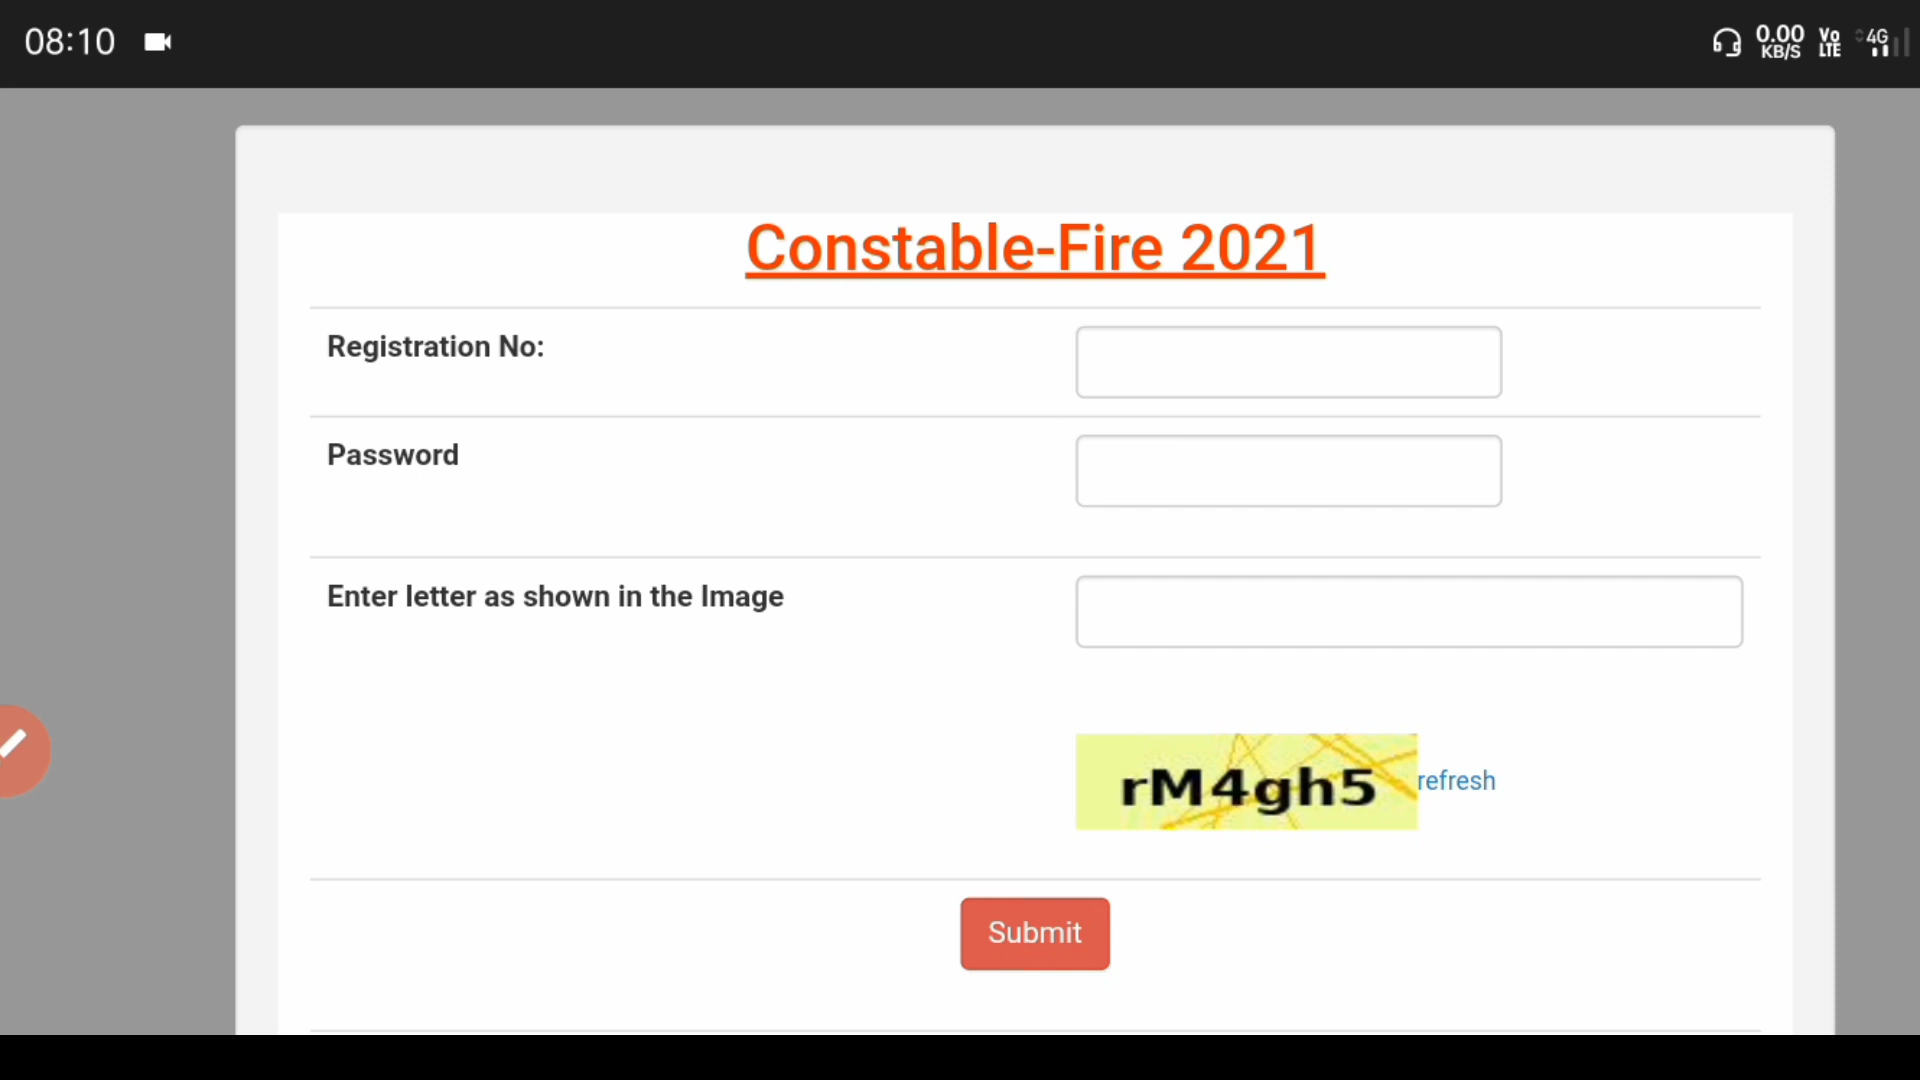 08:10
0.00 KB/S Vo LTE 4G
Constable-Fire 2021
Registration No:
Password
Enter letter as shown in the Image
rM4gh5 refresh
Submit